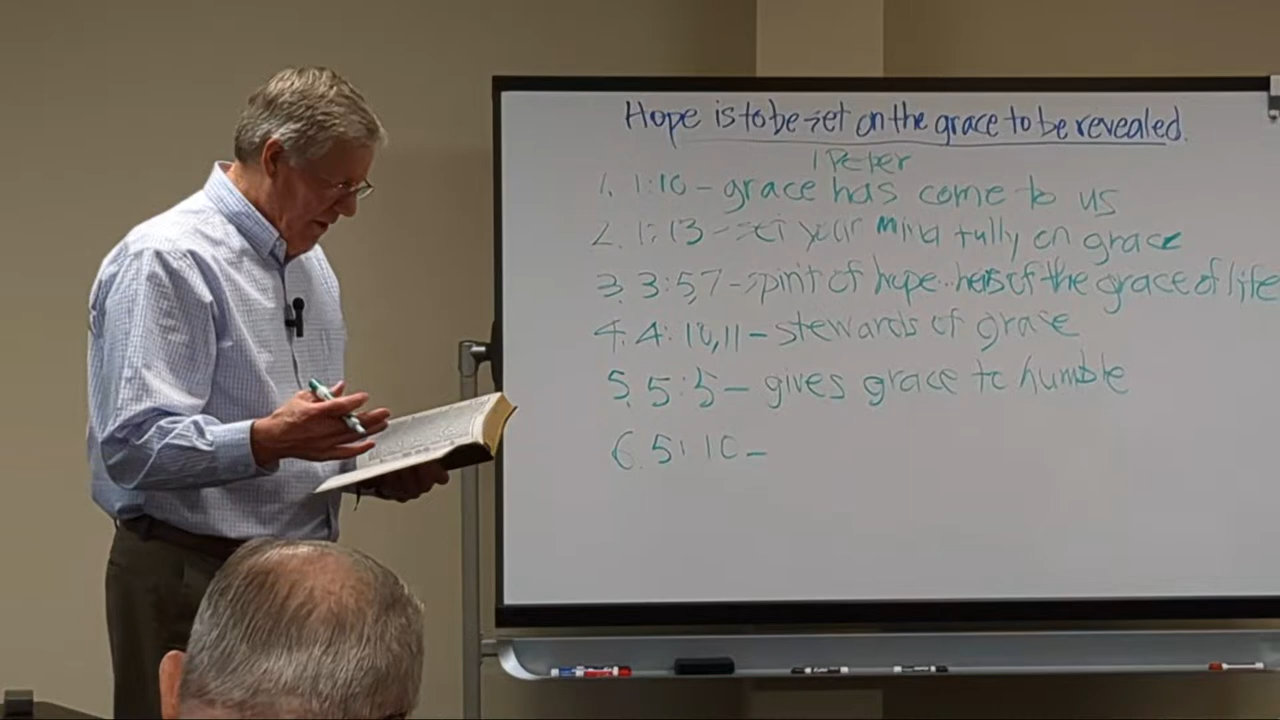 Hope is to be set on the grace to be revealed.
1 Peter
1. 1:10 - grace has come to us
2. 1:13 - set your mind fully on grace
3. 3:5,7 - spirit of hope.. heirs of the grace of life
4. 4:10,11 - stewards of grace
5. 5:5 - gives grace to humble
6. 5:10 -